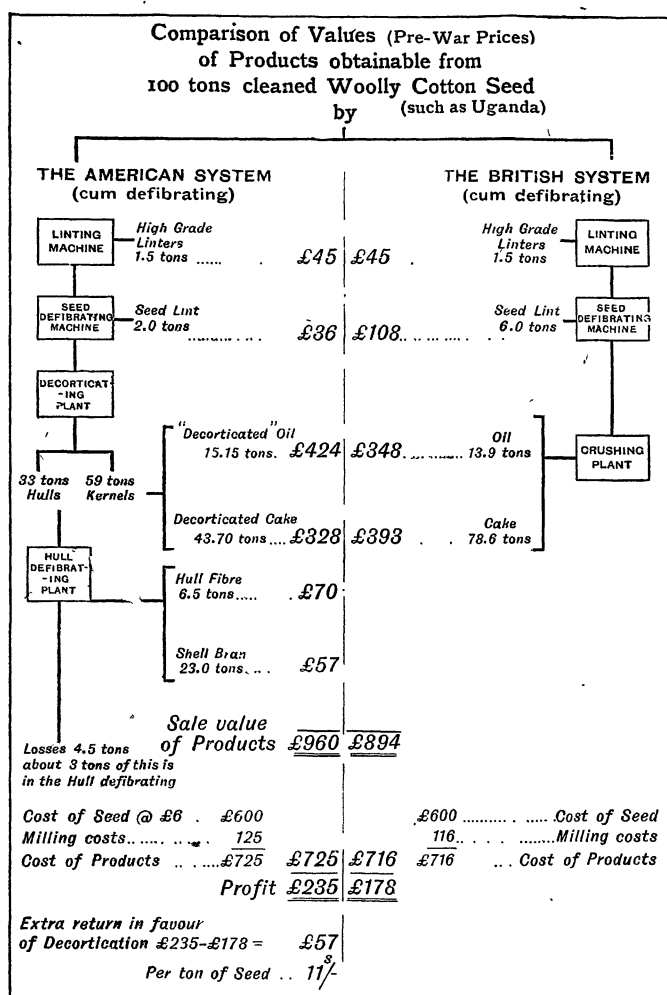 Comparison of Values (Pre-War Prices)
of Products obtainable from
100 tons cleaned Woolly Cotton Seed
by (such as Uganda)
THE AMERICAN SYSTEM
(cum defibrating)
THE BRITISH SYSTEM
(cum defibrating)
LINTING
MACHINE
High Grade
Linters
1.5 tons ...... . £45
£45 .
High Grade
Linters
1.5 tons
LINTING
MACHINE
SEED
DEFIBRATING
MACHINE
Seed Lint
2.0 tons .................. . . £36
£108.... ... ..... . .
Seed Lint
6.0 tons
SEED
DEFIBRATING
MACHINE
DECORTICAT-
-ING
PLANT
33 tons
Hulls
59 tons
Kernels
"Decorticated" Oil
15.15 tons. £424
£348.... ........
Oil
13.9 tons
CRUSHING
PLANT
Decorticated Cake
43.70 tons .... £328
£393 . .
Cake
78.6 tons
HULL
DEFIBRAT-
-ING
PLANT
Hull Fibre
6.5 tons..... . £70
Shell Bran
23.0 tons.. .. £57
Losses 4.5 tons
about 3 tons of this is
in the Hull defibrating
Sale value
of Products £960 £894
Cost of Seed @ £6 . £600
Milling costs.. ..... .. 125
Cost of Products .. .....£725 £725
£716
£600 .......... .. .....Cost of Seed
116.. . . . ........Milling costs
£716 ... Cost of Products
Profit £235 £178
Extra return in favour
of Decortication £235-£178 = £57
s
Per ton of Seed .. 11/-